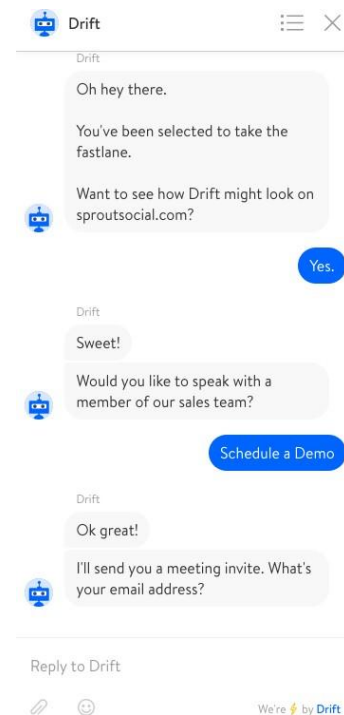 Drift
Drift
Oh hey there.
You've been selected to take the
fastlane.
Want to see how Drift might look on
sproutsocial.com?
Yes.
Drift
Sweet!
Would you like to speak with a
member of our sales team?
Schedule a Demo
Drift
Ok great!
I'll send you a meeting invite. What's
your email address?
Reply to Drift
We're ⚡ by Drift